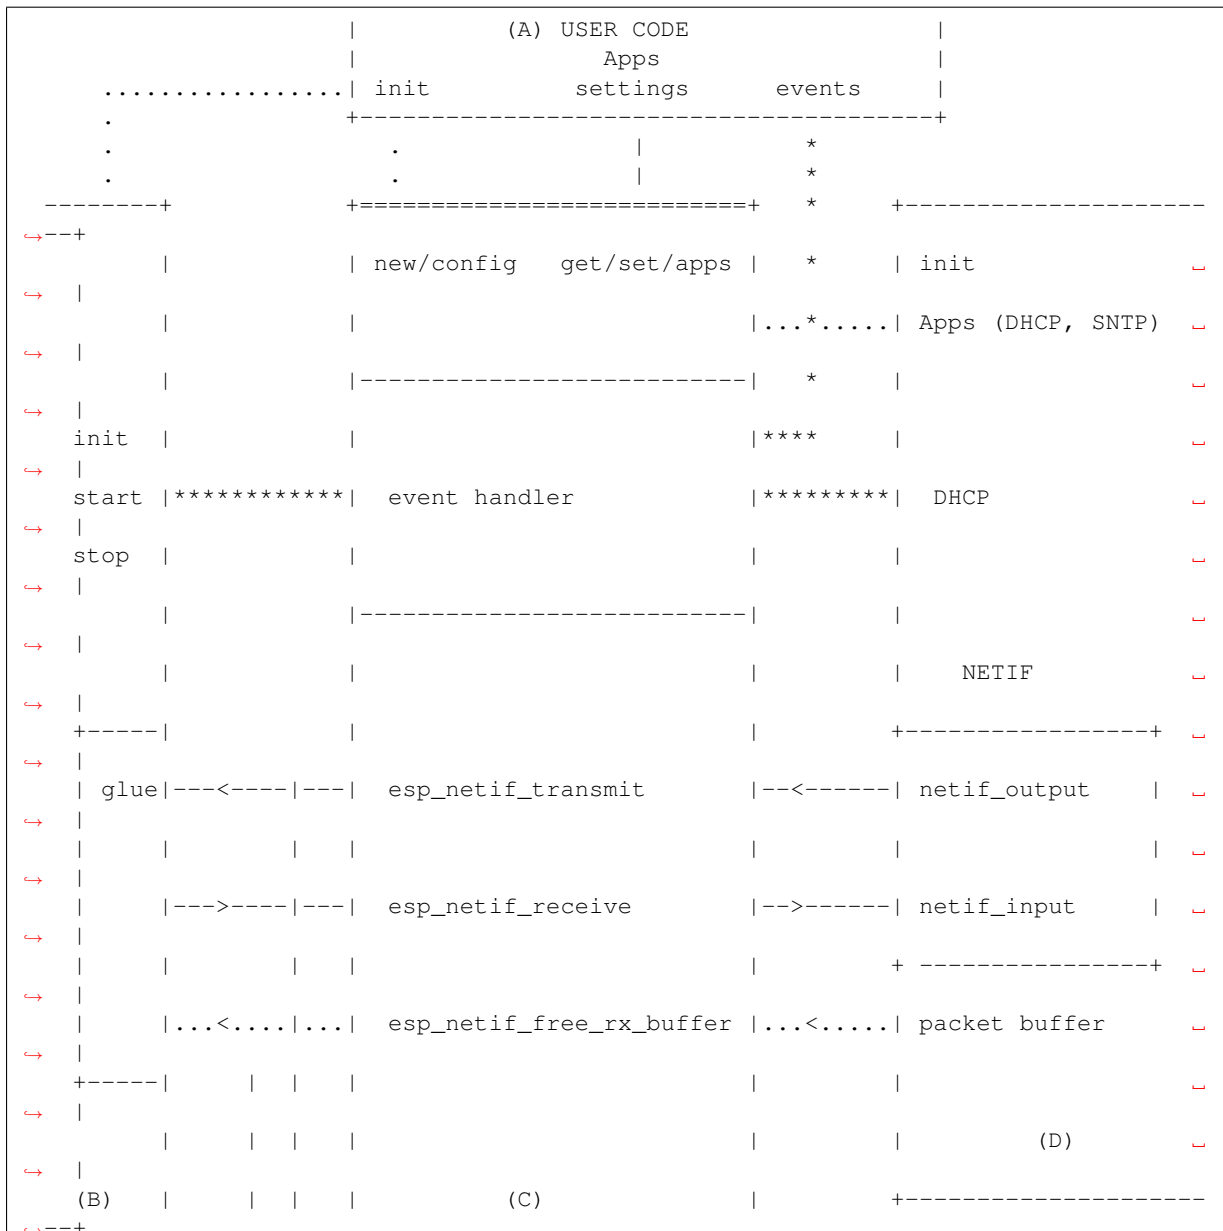 |          (A) USER CODE                 |
                      |                 Apps                   |
     .................| init          settings      events     |
     .                +----------------------------------------+
     .                   .                |           *
     .                   .                |           *
 --------+            +===========================+   *     +---------------------
↪--+
         |            | new/config   get/set/apps |   *     | init               ␣
↪  |
         |            |                           |...*.....| Apps (DHCP, SNTP)  ␣
↪  |
         |            |---------------------------|   *     |                    ␣
↪  |
   init  |            |                           |****     |                    ␣
↪  |
   start |************|  event handler            |*********|  DHCP              ␣
↪  |
   stop  |            |                           |         |                    ␣
↪  |
         |            |---------------------------|         |                    ␣
↪  |
         |            |                           |         |    NETIF           ␣
↪  |
   +-----|            |                           |         +-----------------+  ␣
↪  |
   | glue|---<----|---|  esp_netif_transmit       |--<------| netif_output    |  ␣
↪  |
   |     |        |   |                           |         |                 |  ␣
↪  |
   |     |--->----|---|  esp_netif_receive        |-->------| netif_input     |  ␣
↪  |
   |     |        |   |                           |         + ----------------+  ␣
↪  |
   |     |...<....|...|  esp_netif_free_rx_buffer |...<.....| packet buffer      ␣
↪  |
   +-----|     |  |   |                           |         |                    ␣
↪  |
         |     |  |   |                           |         |         (D)        ␣
↪  |
   (B)   |     |  |   |          (C)              |         +---------------------
↪--+